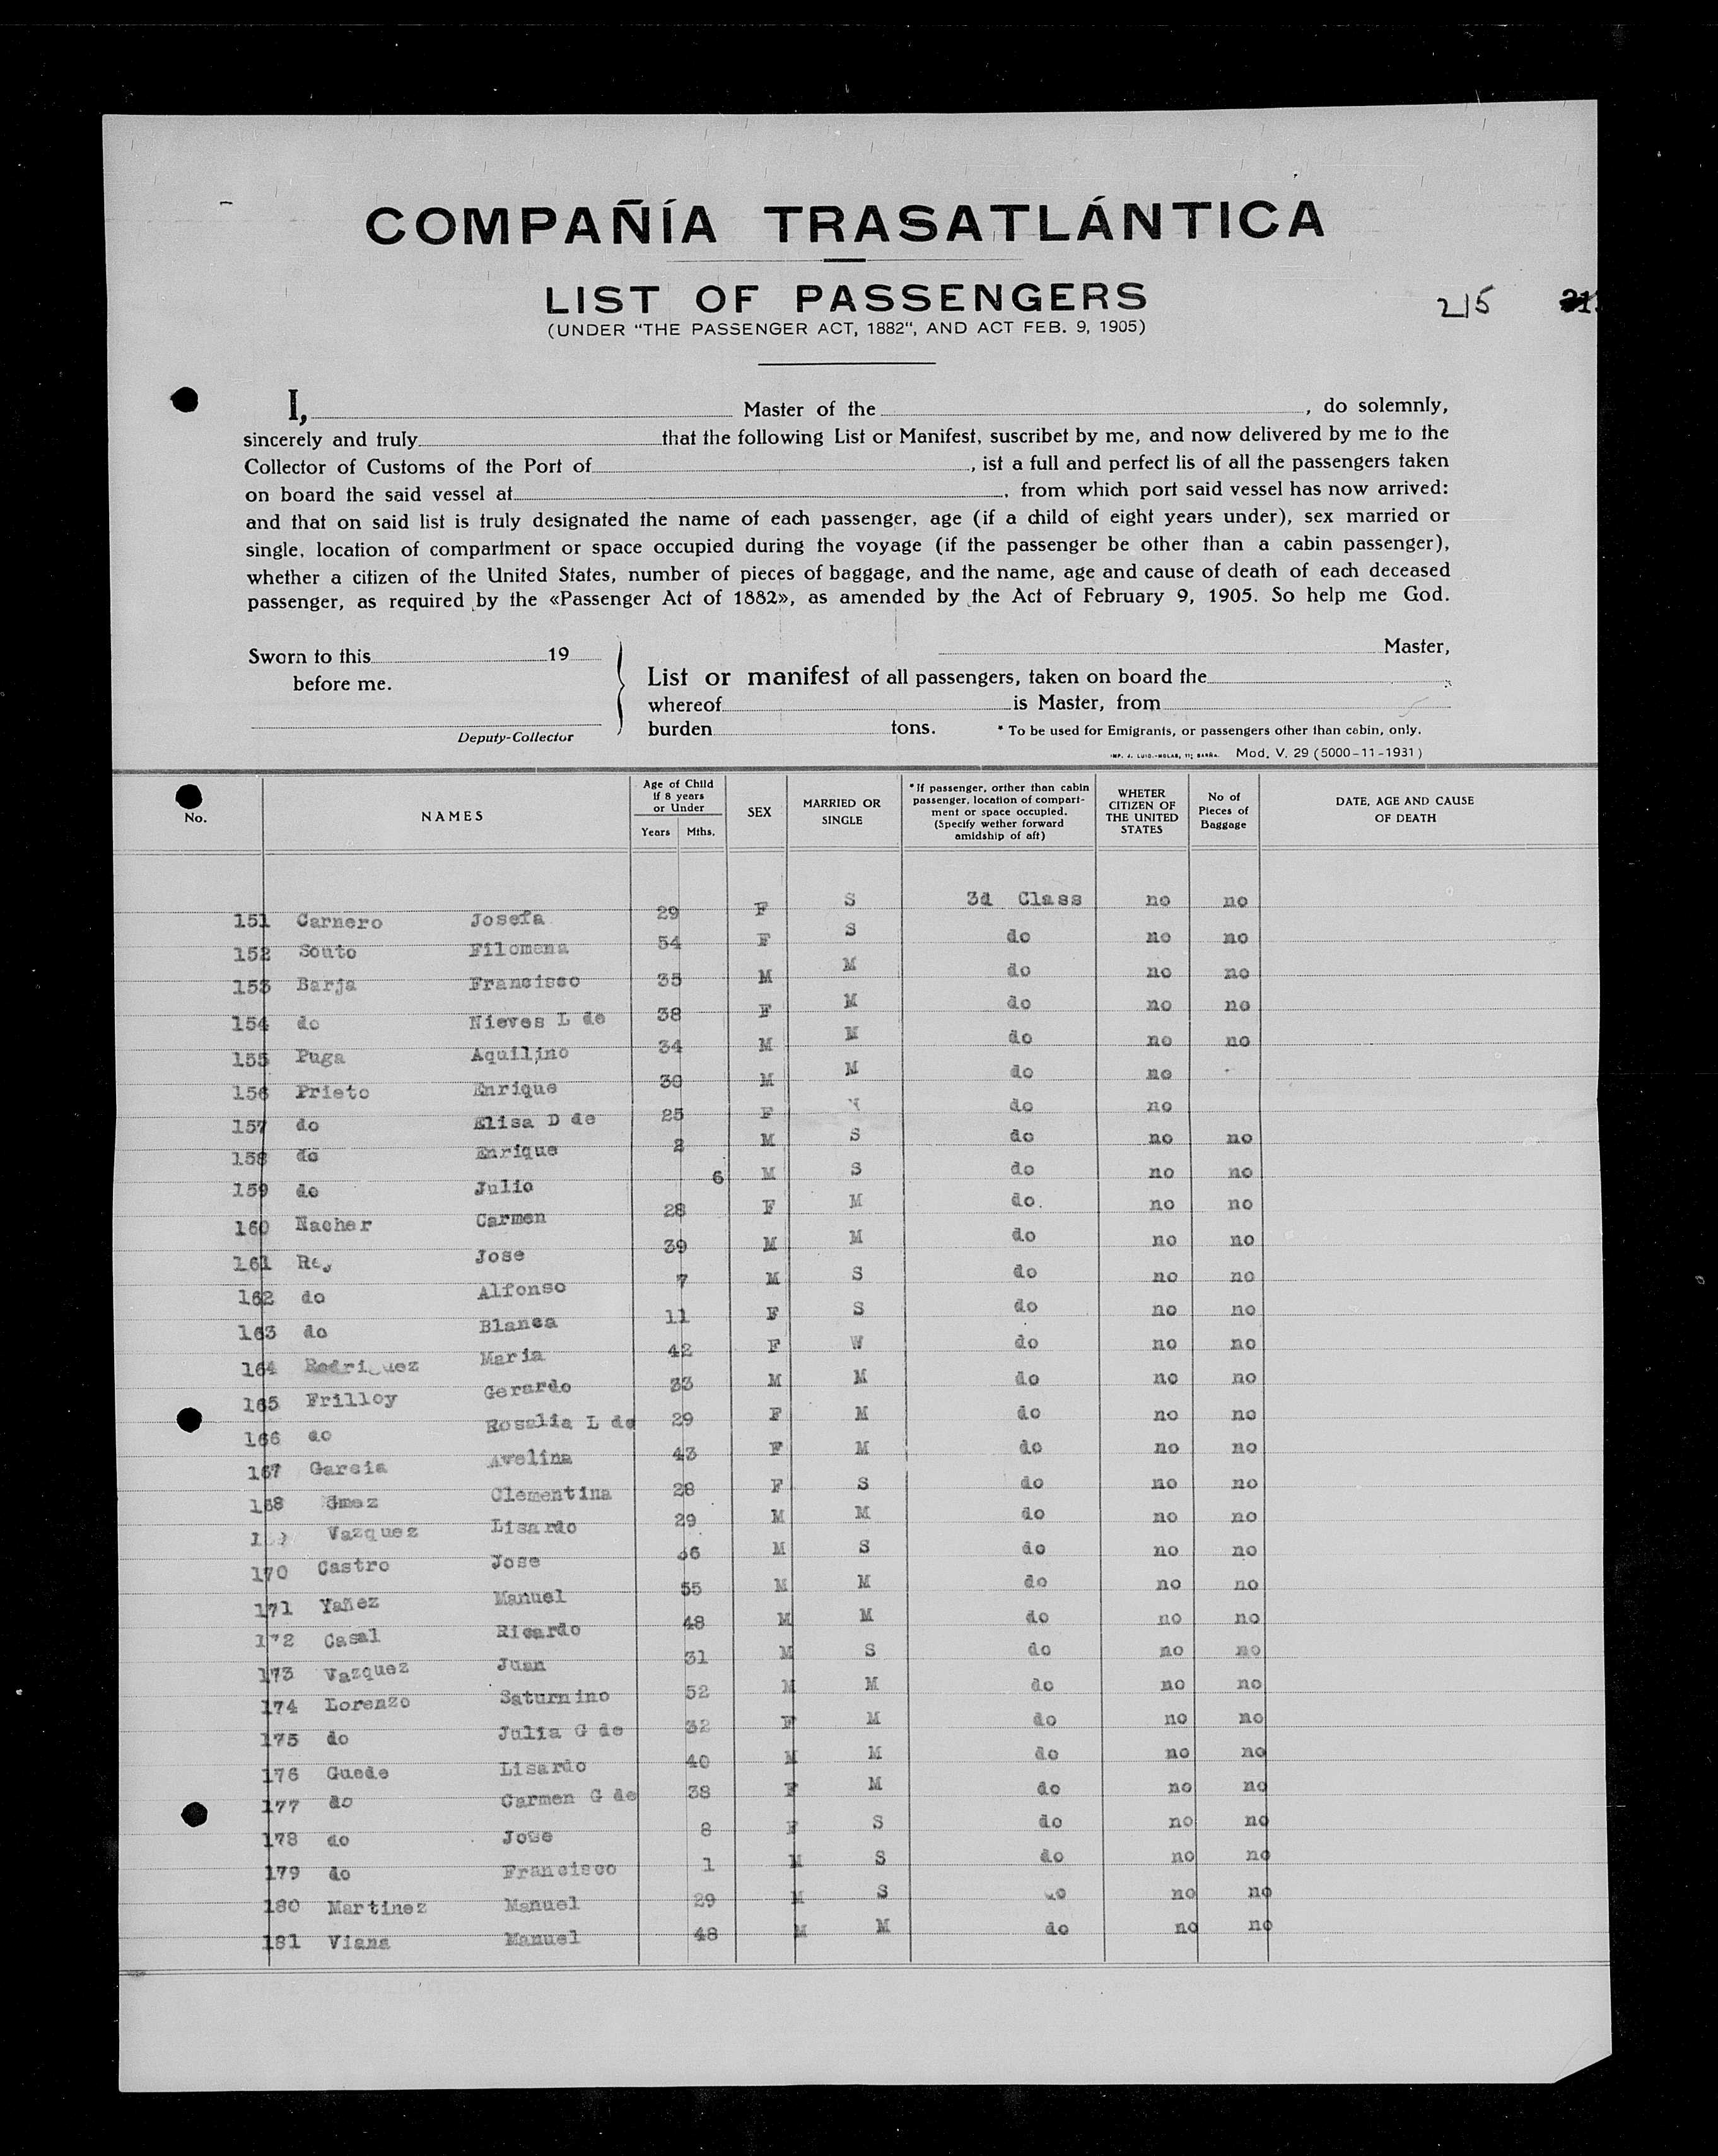 COMPAÑÍA TRASATLÁNTICA
LIST OF PASSENGERS
(UNDER "THE PASSENGER ACT, 1882", AND ACT FEB. 9, 1905)
215
I, Master of the , do solemnly,
sincerely and truly that the following List or Manifest, suscribet by me, and now delivered by me to the
Collector of Customs of the Port of , ist a full and perfect lis of all the passengers taken
on board the said vessel at , from which port said vessel has now arrived:
and that on said list is truly designated the name of each passenger, age (if a child of eight years under), sex married or
single, location of compartment or space occupied during the voyage (if the passenger be other than a cabin passenger),
whether a citizen of the United States, number of pieces of baggage, and the name, age and cause of death of each deceased
passenger, as required by the «Passenger Act of 1882», as amended by the Act of February 9, 1905. So help me God.
Master,
Sworn to this 19
before me.
Deputy-Collector
List or manifest of all passengers, taken on board the
whereof is Master, from
burden tons. * To be used for Emigrants, or passengers other than cabin, only.
Mod. V. 29 (5000-11-1931)
No.
NAMES
Age of Child
if 8 years
or Under
Years Mths.
SEX
MARRIED OR
SINGLE
*If passenger, orther than cabin
passenger, location of compart-
ment or space occupied.
(Specify wether forward
amidship of aft)
WHETER
CITIZEN OF
THE UNITED
STATES
No of
Pieces of
Baggage
DATE, AGE AND CAUSE
OF DEATH
151 Carnero Josefa 29 F S 3d Class no no
152 Souto Filomena 54 F S do no no
153 Barja Francisco 35 M M do no no
154 do Nieves L de 38 F M do no no
155 Puga Aquilino 34 M M do no no
156 Prieto Enrique 30 M M do no
157 do Elisa D de 25 F do no
158 do Enrique 2 M S do no no
159 do Julio 6 M S do no no
160 Nacher Carmen 28 F M do. no no
161 Jose 39 M M do no no
162 do Alfonso 7 M S do no no
163 do Blanca 11 F S do no no
164 Rodriguez Maria 42 F W do no no
165 Frilloy Gerardo 33 M M do no no
166 do Rosalia L de 29 F M do no no
167 Garcia Avelina 43 F M do no no
168 Clementina 28 F S do no no
Vazquez Lisardo 29 M M do no no
170 Castro Jose M S do no no
171 Yañez Manuel 55 M M do no no
172 Casal Ricardo 48 M M do no no
173 Vazquez Juan 31 M S do no no
174 Lorenzo Saturnino 52 M M do no no
175 do Julia G de 32 F M do no no
176 Guede Lisardo 40 M M do no no
177 do Carmen G de 38 F M do no no
178 do Jose 8 F S do no no
179 do Francisco 1 M S do no no
180 Martinez Manuel 29 M S do no no
181 Viana Manuel 48 M M do no no